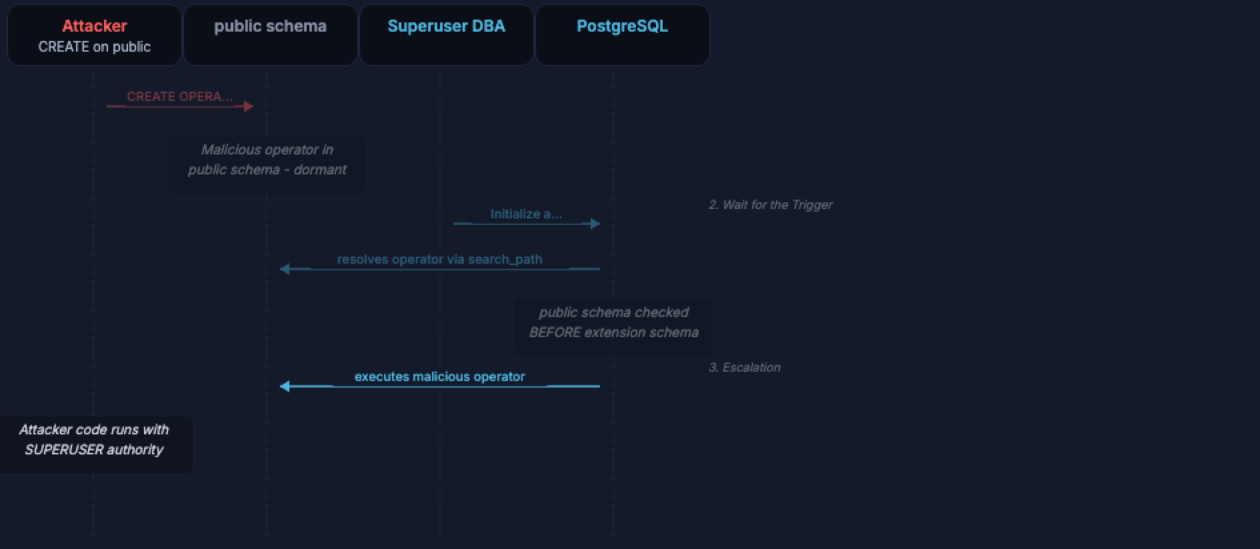 Attacker
CREATE on public
public schema
Superuser DBA
PostgreSQL
CREATE OPERA...
Malicious operator in
public schema - dormant
2. Wait for the Trigger
Initialize a...
resolves operator via search_path
public schema checked
BEFORE extension schema
3. Escalation
executes malicious operator
Attacker code runs with
SUPERUSER authority